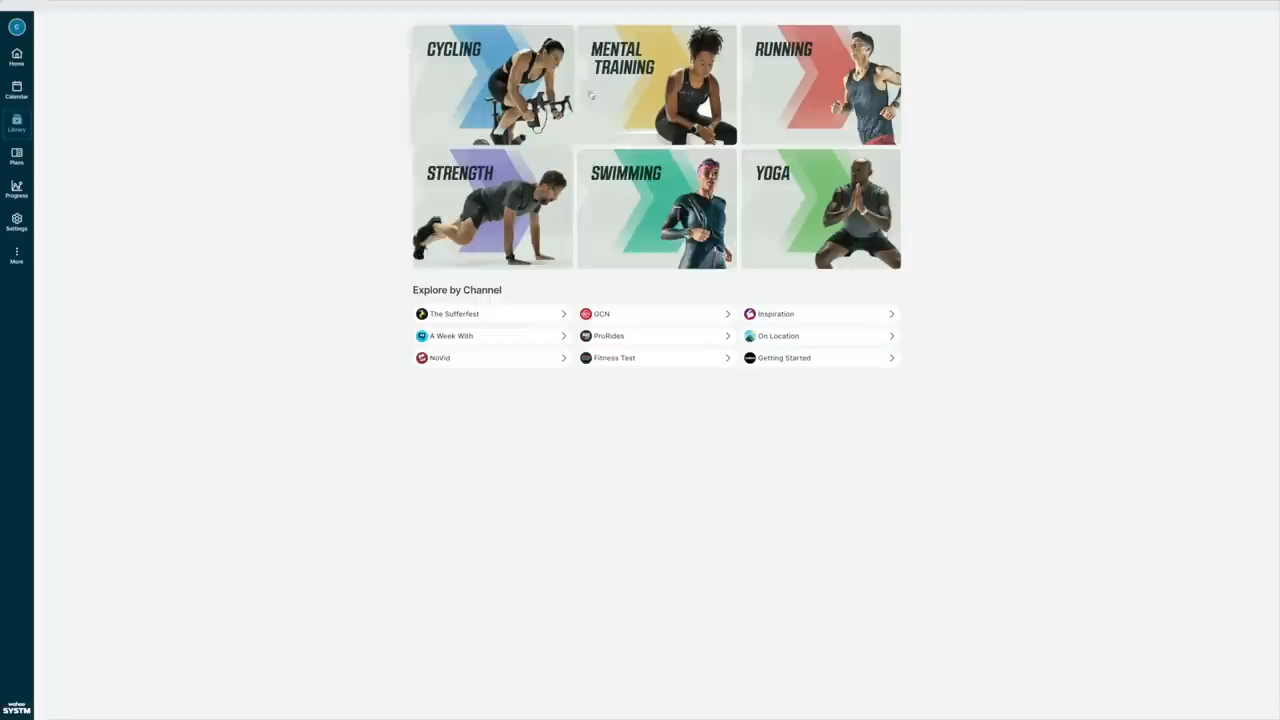 C
Home
Calendar
Library
Plans
Progress
Settings
More
wahoo
SYSTM
CYCLING
MENTAL
TRAINING
RUNNING
STRENGTH
SWIMMING
YOGA
Explore by Channel
The Sufferfest
GCN
Inspiration
A Week With
ProRides
On Location
NoVid
Fitness Test
Getting Started